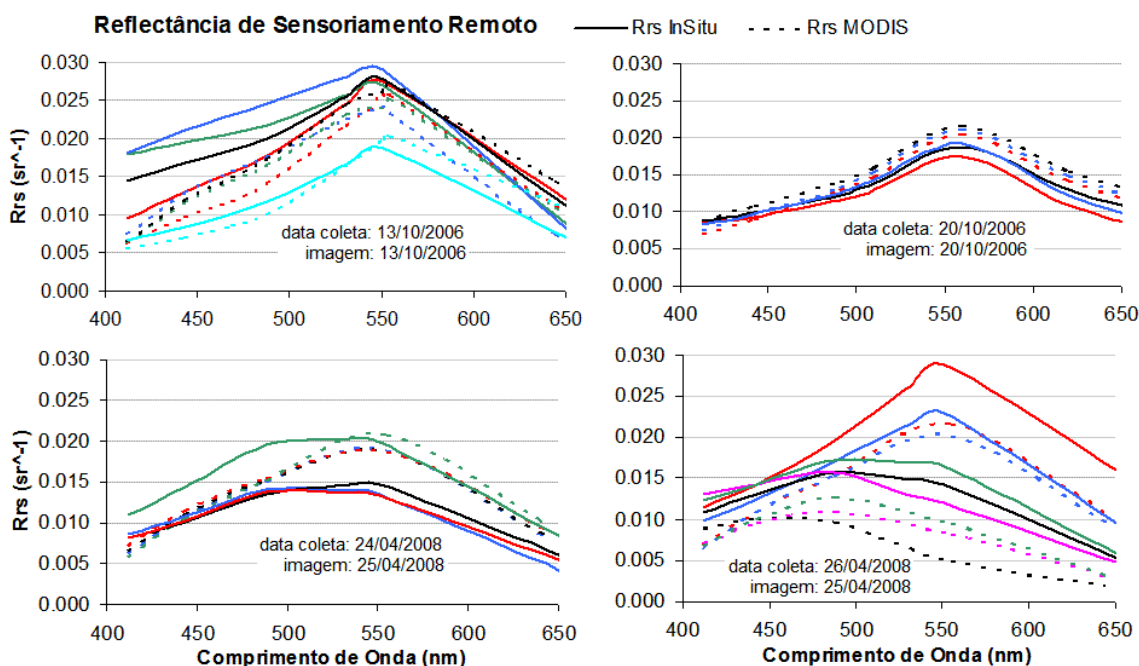 Reflectância de Sensoriamento Remoto
Rrs InSitu
Rrs MODIS
Rrs (sr^-1)
0.030
0.025
0.020
0.015
0.010
0.005
0.000
data coleta: 13/10/2006
imagem: 13/10/2006
400 450 500 550 600 650
0.030
0.025
0.020
0.015
0.010
0.005
0.000
data coleta: 20/10/2006
imagem: 20/10/2006
400 450 500 550 600 650
Rrs (sr^-1)
0.030
0.025
0.020
0.015
0.010
0.005
0.000
data coleta: 24/04/2008
imagem: 25/04/2008
400 450 500 550 600 650
Comprimento de Onda (nm)
0.030
0.025
0.020
0.015
0.010
0.005
0.000
data coleta: 26/04/2008
imagem: 25/04/2008
400 450 500 550 600 650
Comprimento de Onda (nm)